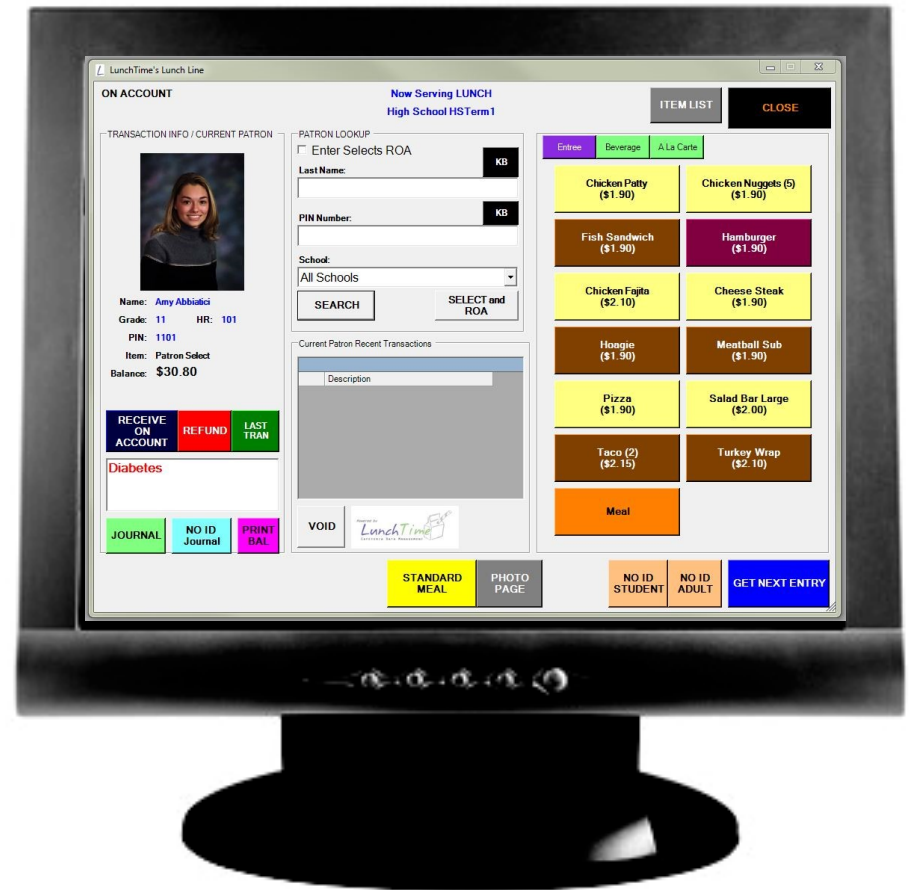 LunchTime's Lunch Line
ON ACCOUNT
Now Serving LUNCH
High School HSTerm1
ITEM LIST
CLOSE
TRANSACTION INFO / CURRENT PATRON
Name: Amy Abbiatici
Grade: 11 HR: 101
PIN: 1101
Item: Patron Select
Balance: $30.80
RECEIVE
ON
ACCOUNT
REFUND
LAST
TRAN
Diabetes
JOURNAL
NO ID
Journal
PRINT
BAL
PATRON LOOKUP
Enter Selects ROA
KB
Last Name:
KB
PIN Number:
School:
All Schools
SEARCH
SELECT and
ROA
Current Patron Recent Transactions
Description
VOID
LunchTime
Entree
Beverage
A La Carte
Chicken Patty
($1.90)
Chicken Nuggets (5)
($1.90)
Fish Sandwich
($1.90)
Hamburger
($1.90)
Chicken Fajita
($2.10)
Cheese Steak
($1.90)
Hoagie
($1.90)
Meatball Sub
($1.90)
Pizza
($1.90)
Salad Bar Large
($2.00)
Taco (2)
($2.15)
Turkey Wrap
($2.10)
Meal
STANDARD
MEAL
PHOTO
PAGE
NO ID
STUDENT
NO ID
ADULT
GET NEXT ENTRY